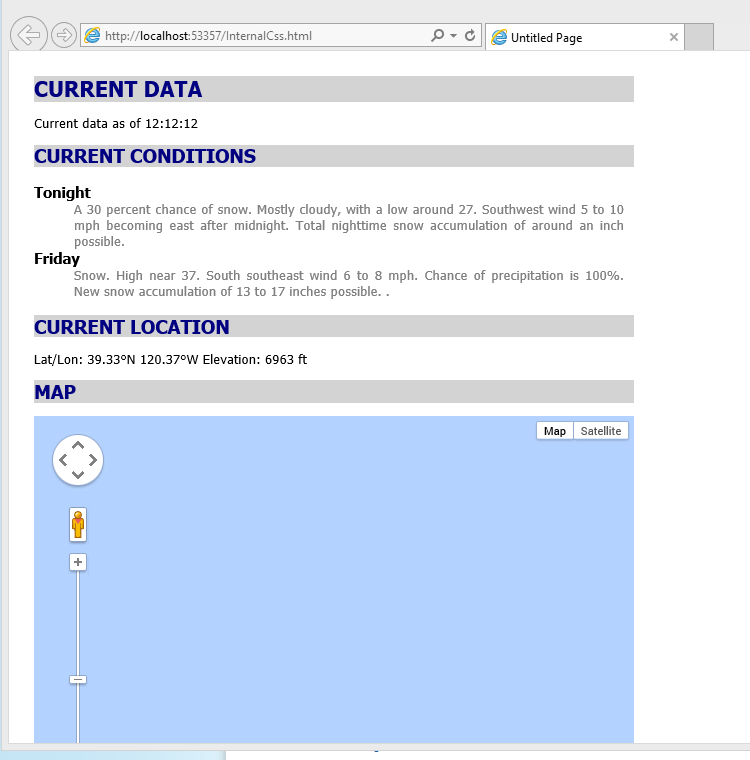 http://localhost:53357/InternalCss.html
Untitled Page
CURRENT DATA
Current data as of 12:12:12
CURRENT CONDITIONS
Tonight
A 30 percent chance of snow. Mostly cloudy, with a low around 27. Southwest wind 5 to 10
mph becoming east after midnight. Total nighttime snow accumulation of around an inch
possible.
Friday
Snow. High near 37. South southeast wind 6 to 8 mph. Chance of precipitation is 100%.
New snow accumulation of 13 to 17 inches possible. .
CURRENT LOCATION
Lat/Lon: 39.33°N 120.37°W Elevation: 6963 ft
MAP
Map Satellite